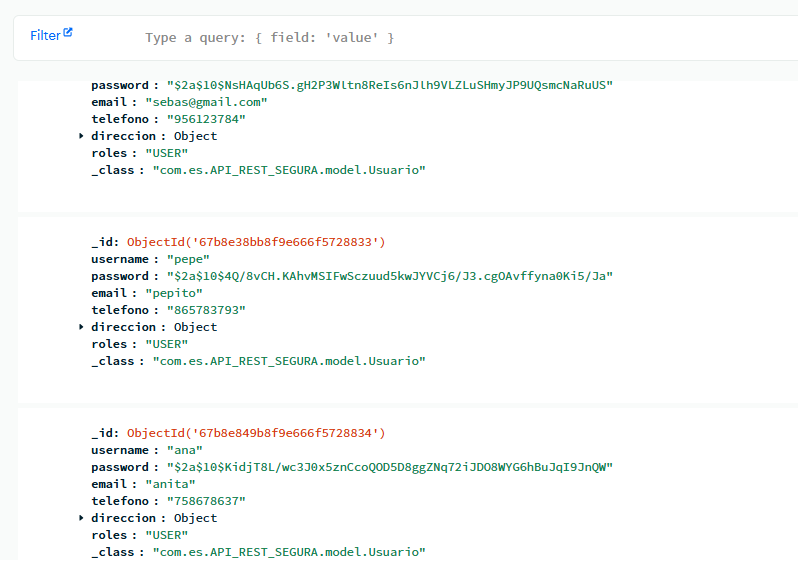 Filter
Type a query: { field: 'value' }
password : "$2a$10$NsHAqUb6S.gH2P3Wltn8ReIs6nJlh9VLZLuSHmyJP9UQsmcNaRuUS"
email : "sebas@gmail.com"
telefono : "956123784"
direccion : Object
roles : "USER"
_class : "com.es.API_REST_SEGURA.model.Usuario"
_id: ObjectId('67b8e38bb8f9e666f5728833')
username : "pepe"
password : "$2a$10$4Q/8vCH.KAhvMSIFwSczuud5kwJYVCj6/J3.cgOAvffyna0Ki5/Ja"
email : "pepito"
telefono : "865783793"
direccion : Object
roles : "USER"
_class : "com.es.API_REST_SEGURA.model.Usuario"
_id: ObjectId('67b8e849b8f9e666f5728834')
username : "ana"
password : "$2a$10$KidjT8L/wc3J0x5znCcoQOD5D8ggZNq72iJDO8WYG6hBuJqI9JnQW"
email : "anita"
telefono : "758678637"
direccion : Object
roles : "USER"
_class : "com.es.API_REST_SEGURA.model.Usuario"